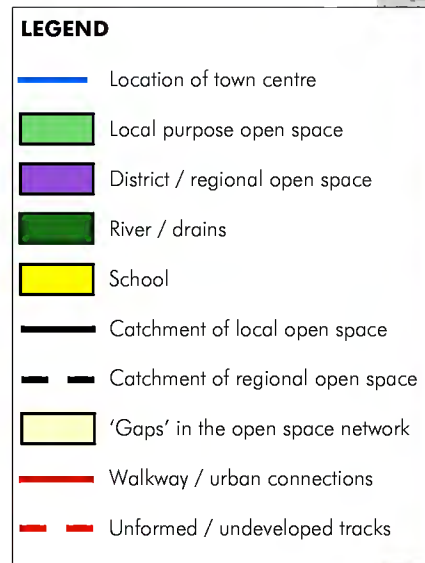 LEGEND
Location of town centre
Local purpose open space
District / regional open space
River / drains
School
Catchment of local open space
Catchment of regional open space
'Gaps' in the open space network
Walkway / urban connections
Unformed / undeveloped tracks